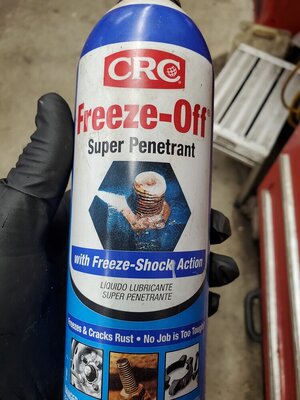 CRC
Freeze-Off®
Super Penetrant
with Freeze-Shock Action
LÍQUIDO LUBRICANTE
SUPER PENETRANTE
Freezes & Cracks Rust • No Job is Too Tough